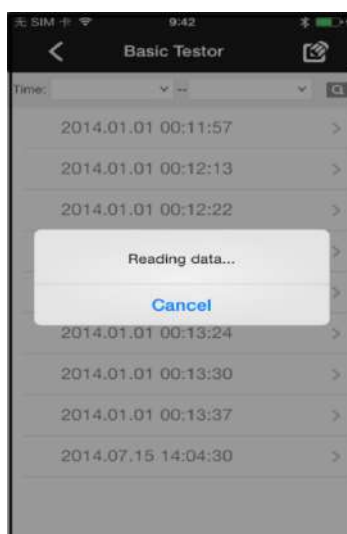 无 SIM 卡 9:42
Basic Testor
Time: --
2014.01.01 00:11:57
2014.01.01 00:12:13
2014.01.01 00:12:22
Reading data...
Cancel
2014.01.01 00:13:24
2014.01.01 00:13:30
2014.01.01 00:13:37
2014.07.15 14:04:30